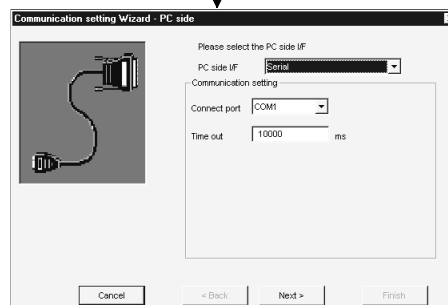 Communication setting Wizard - PC side
Please select the PC side I/F
PC side I/F Serial
Communication setting
Connect port COM1
Time out 10000 ms
Cancel < Back Next > Finish